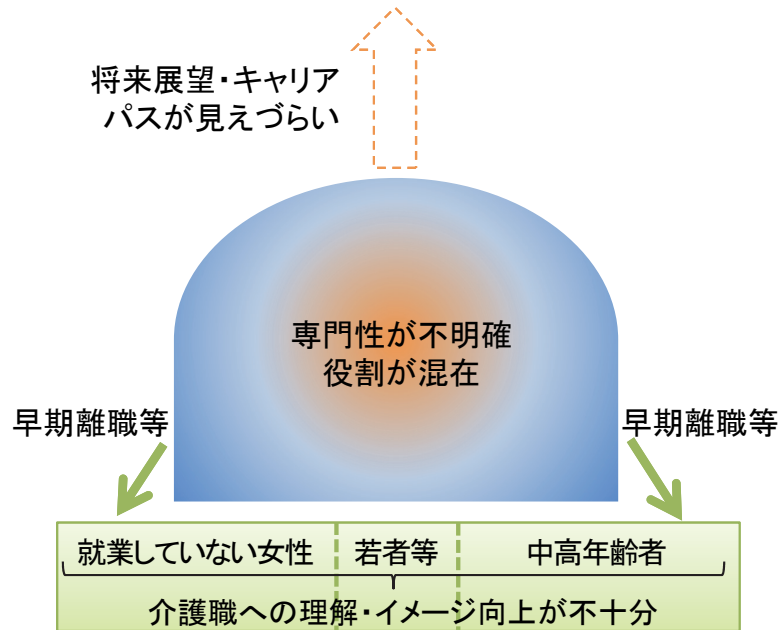 将来展望・キャリア
パスが見えづらい
専門性が不明確
役割が混在
早期離職等
早期離職等
就業していない女性 若者等 中高年齢者
介護職への理解・イメージ向上が不十分